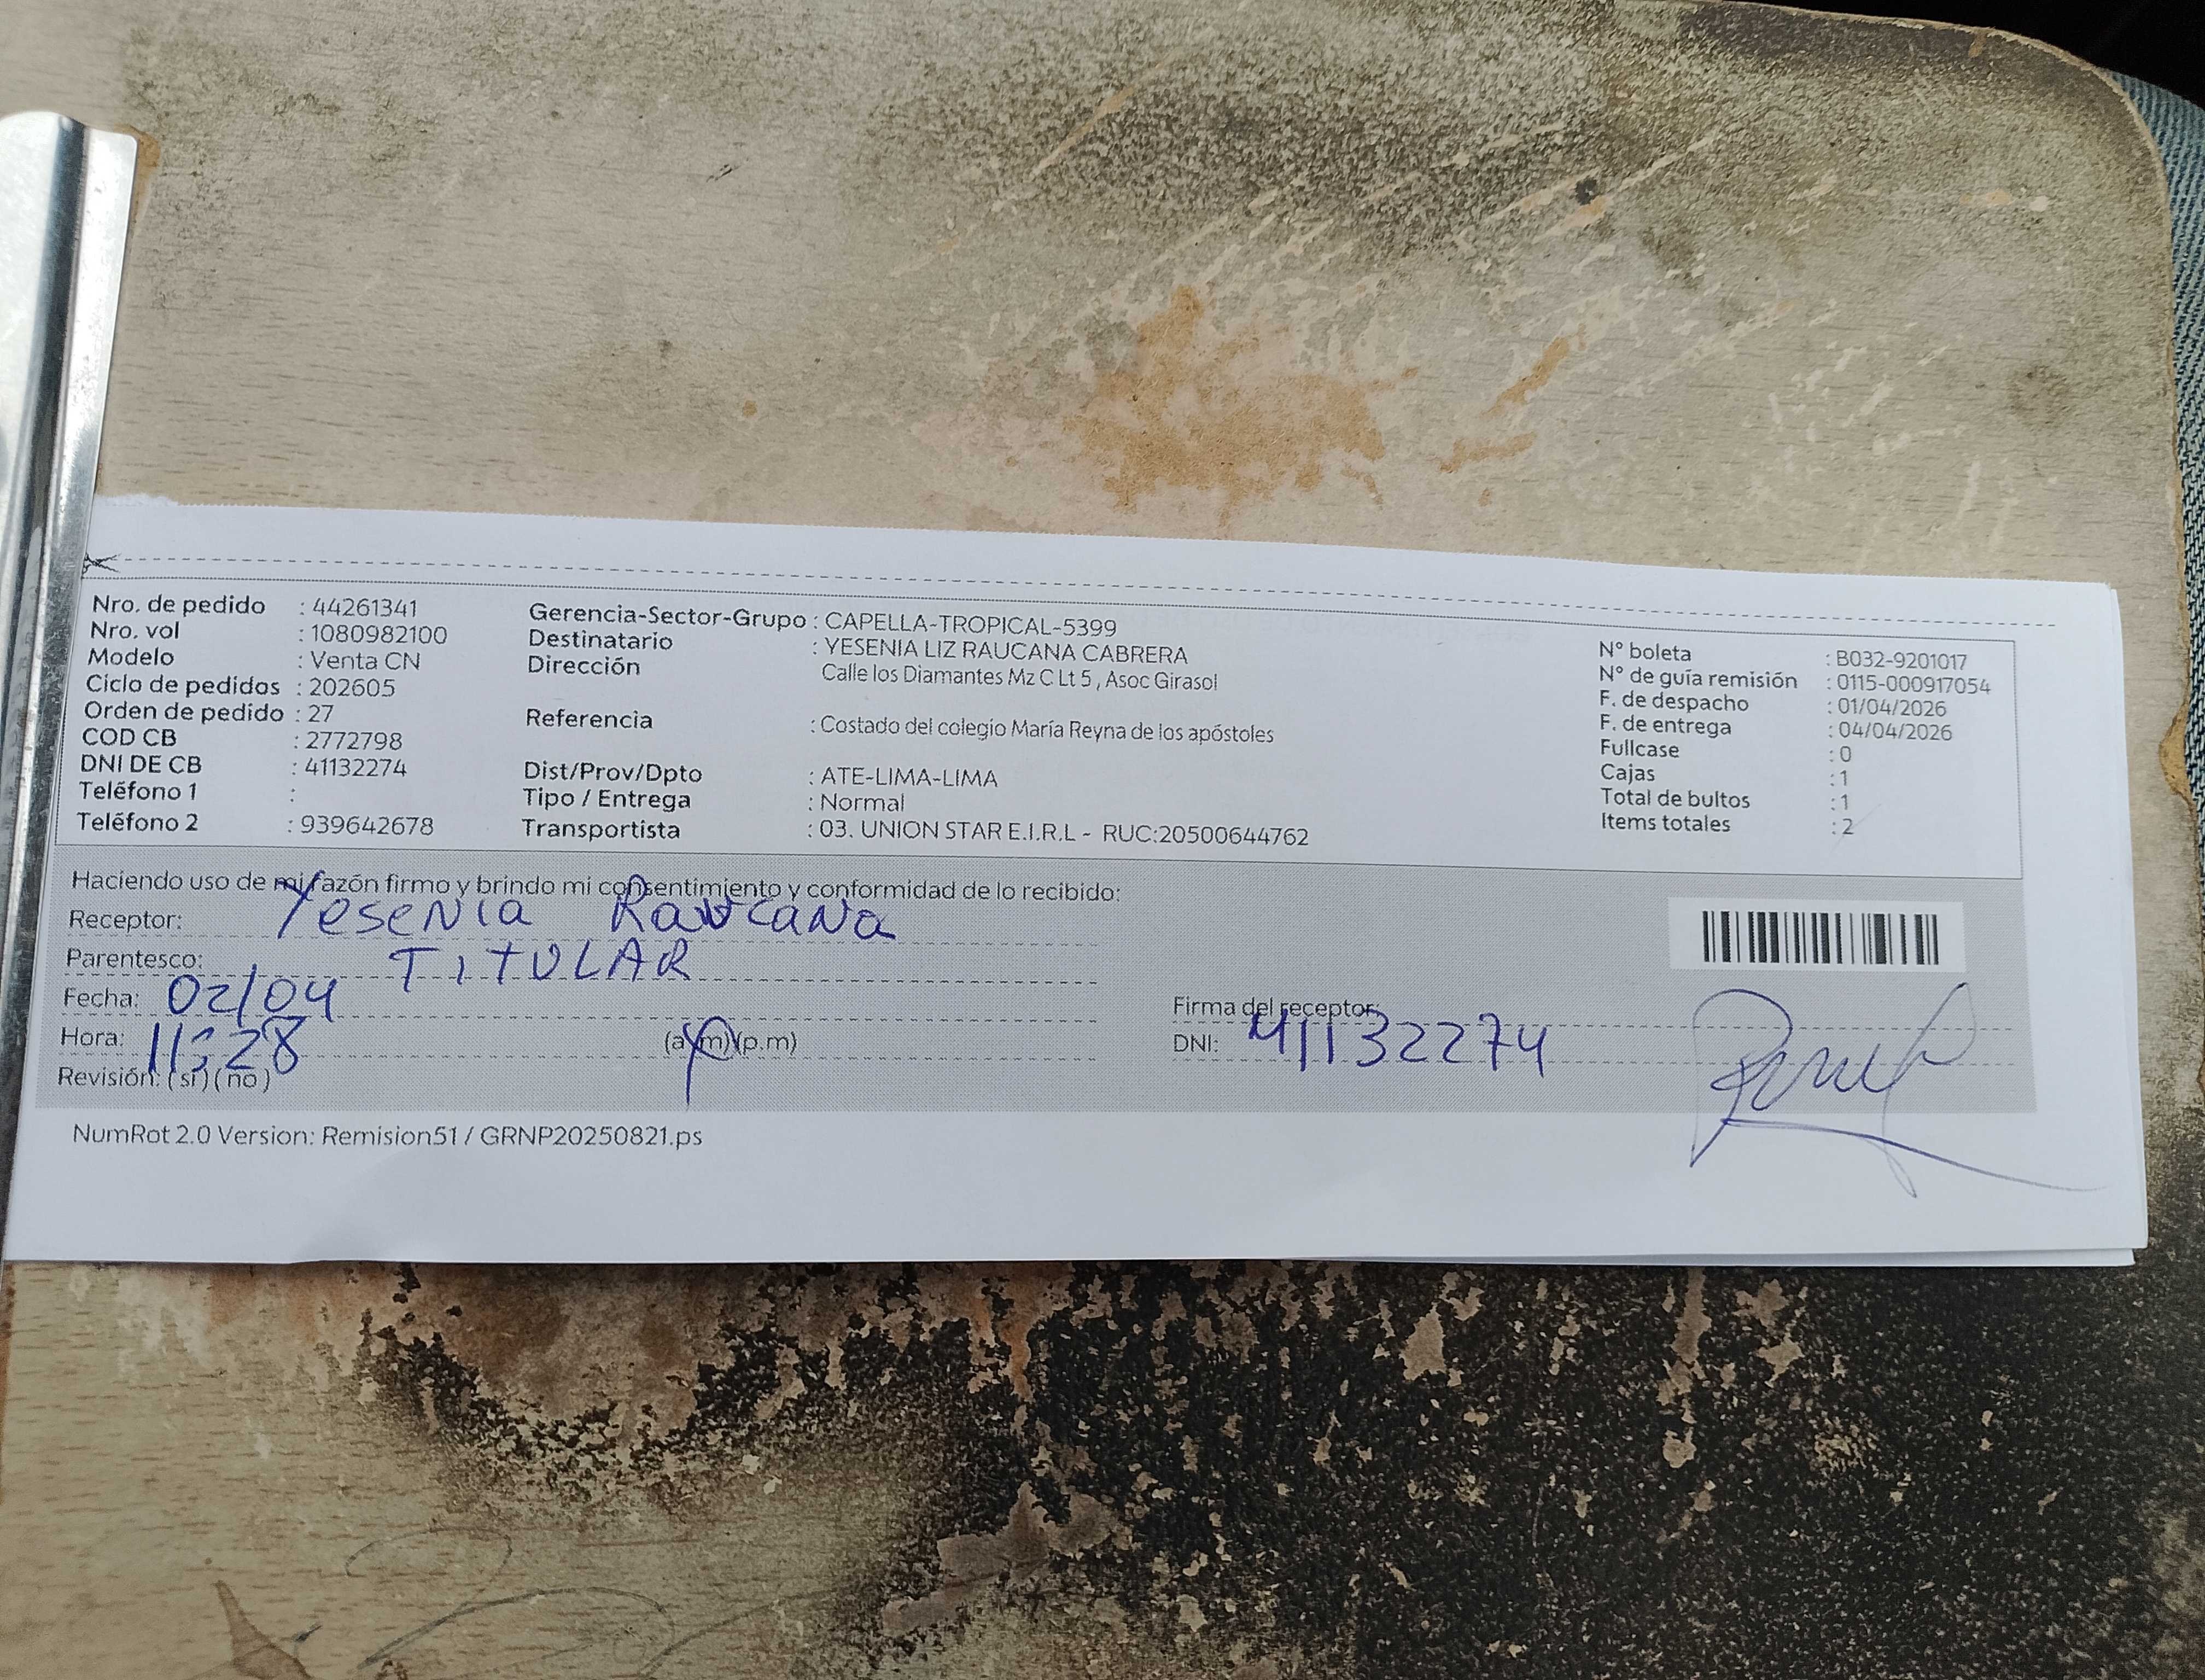 Nro. de pedido : 44261341
Nro. vol : 1080982100
Modelo : Venta CN
Ciclo de pedidos : 202605
Orden de pedido : 27
COD CB : 2772798
DNI DE CB : 41132274
Teléfono 1 :
Teléfono 2 : 939642678
Gerencia-Sector-Grupo : CAPELLA-TROPICAL-5399
Destinatario : YESENIA LIZ RAUCANA CABRERA
Dirección Calle los Diamantes Mz C Lt 5 , Asoc Girasol
Referencia : Costado del colegio María Reyna de los apóstoles
Dist/Prov/Dpto : ATE-LIMA-LIMA
Tipo / Entrega : Normal
Transportista : 03. UNION STAR E.I.R.L - RUC:20500644762
N° boleta : B032-9201017
N° de guía remisión : 0115-000917054
F. de despacho : 01/04/2026
F. de entrega : 04/04/2026
Fullcase : 0
Cajas : 1
Total de bultos : 1
Items totales : 2
Haciendo uso de mi razón firmo y brindo mi consentimiento y conformidad de lo recibido:
Receptor: Yesenia Raucana
Parentesco: TITULAR
Fecha: 02/04
Hora: 11:28 (a.m)(p.m)
Revisión: (si) (no)
Firma del receptor:
DNI: 41132274
NumRot 2.0 Version: Remision51 / GRNP20250821.ps